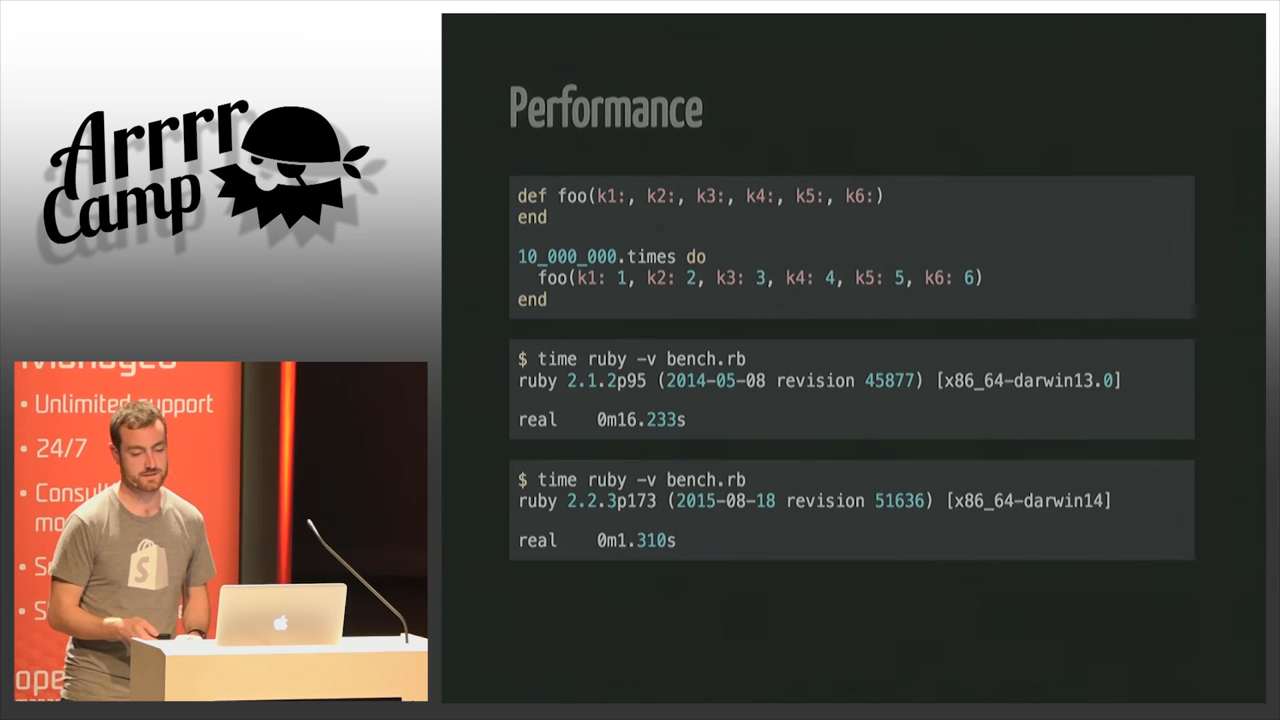 Arrrr
Camp
Performance
def foo(k1:, k2:, k3:, k4:, k5:, k6:)
end
10_000_000.times do
foo(k1: 1, k2: 2, k3: 3, k4: 4, k5: 5, k6: 6)
end
$ time ruby -v bench.rb
ruby 2.1.2p95 (2014-05-08 revision 45877) [x86_64-darwin13.0]
real 0m16.233s
$ time ruby -v bench.rb
ruby 2.2.3p173 (2015-08-18 revision 51636) [x86_64-darwin14]
real 0m1.310s
Managed
• Unlimited support
• 24/7
S